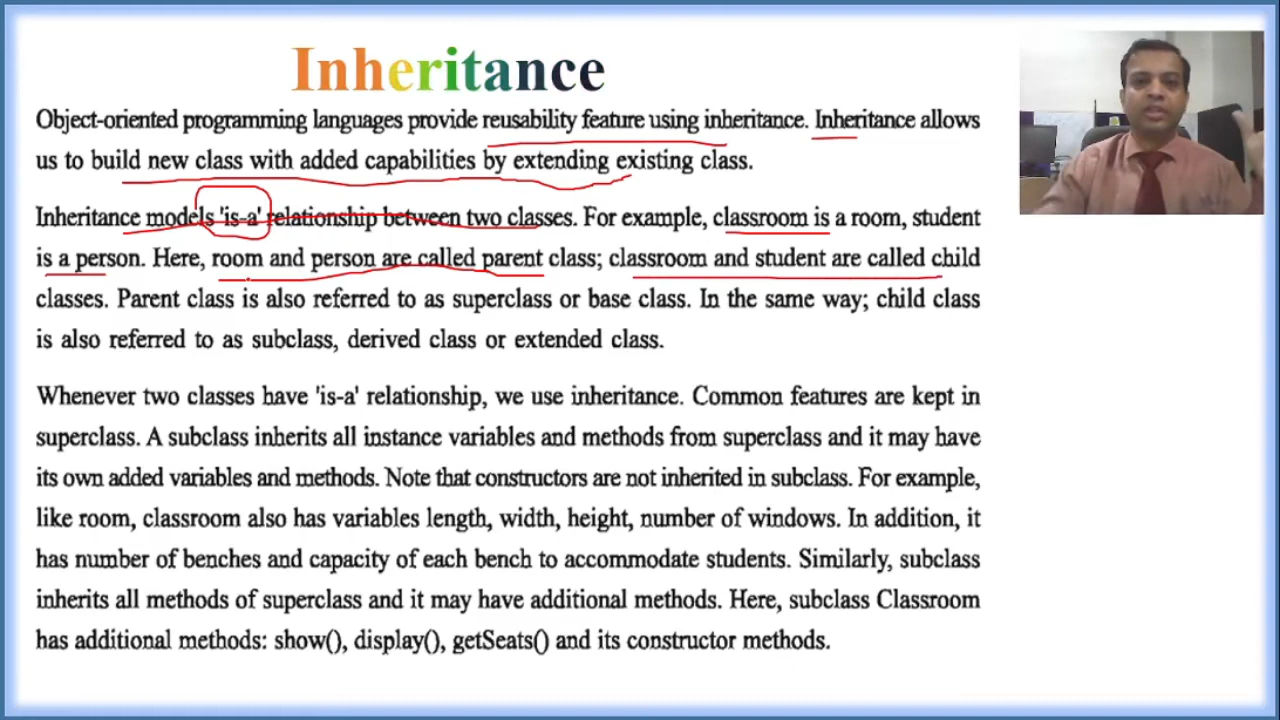 Inheritance
Object-oriented programming languages provide reusability feature using inheritance. Inheritance allows
us to build new class with added capabilities by extending existing class.
Inheritance models 'is-a' relationship between two classes. For example, classroom is a room, student
is a person. Here, room and person are called parent class; classroom and student are called child
classes. Parent class is also referred to as superclass or base class. In the same way; child class
is also referred to as subclass, derived class or extended class.
Whenever two classes have 'is-a' relationship, we use inheritance. Common features are kept in
superclass. A subclass inherits all instance variables and methods from superclass and it may have
its own added variables and methods. Note that constructors are not inherited in subclass. For example,
like room, classroom also has variables length, width, height, number of windows. In addition, it
has number of benches and capacity of each bench to accommodate students. Similarly, subclass
inherits all methods of superclass and it may have additional methods. Here, subclass Classroom
has additional methods: show(), display(), getSeats() and its constructor methods.